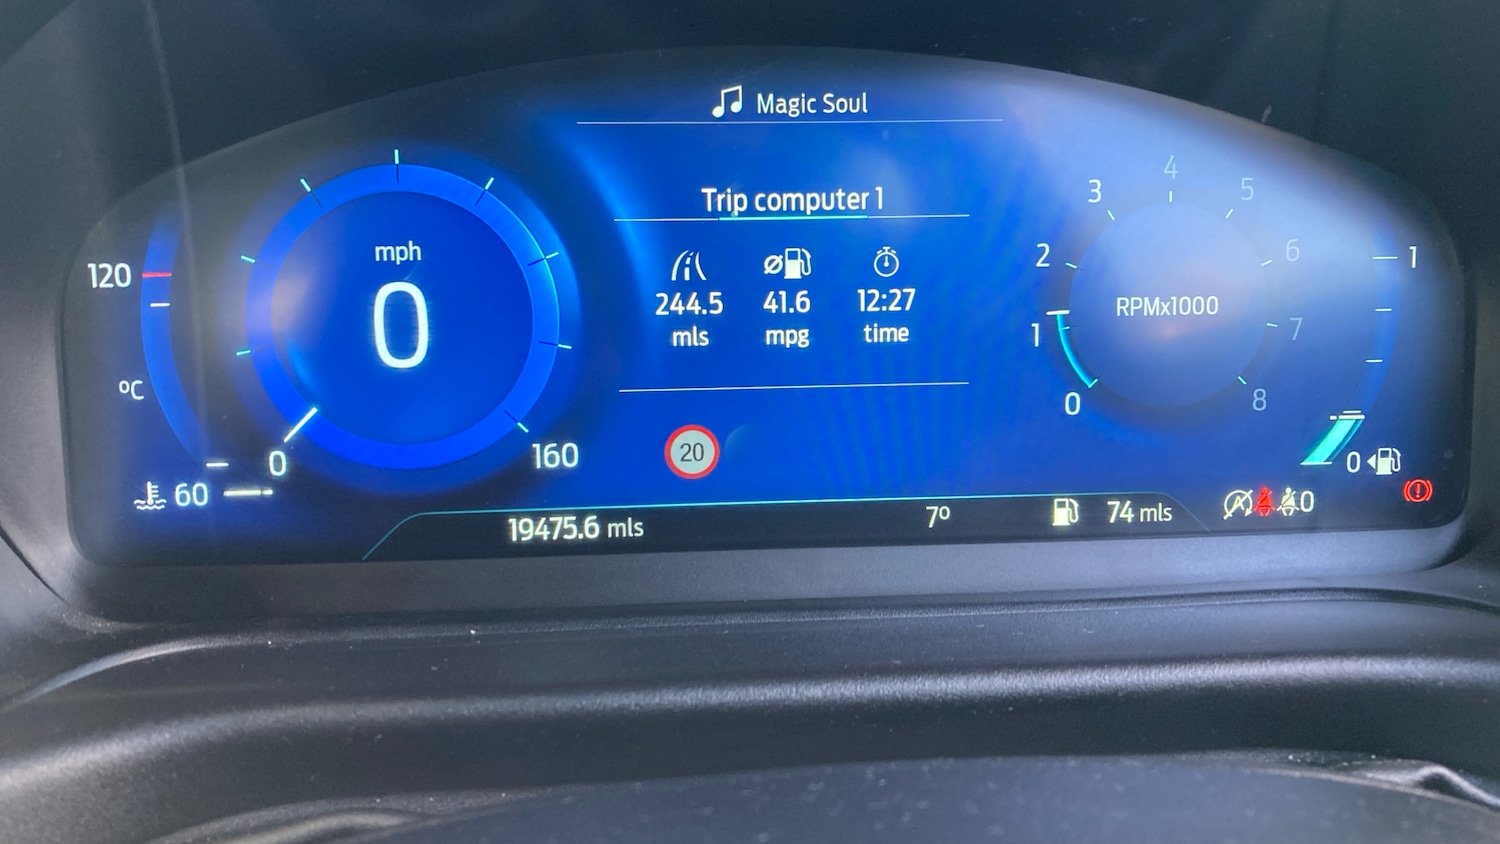 Magic Soul
Trip computer 1
244.5 41.6 12:27
mls mpg time
mph
0
120
ºC
60
0
160
20
19475.6 mls
7º
74 mls
RPMx1000
0
1
2
3
4
5
6
7
8
1
0
A
0